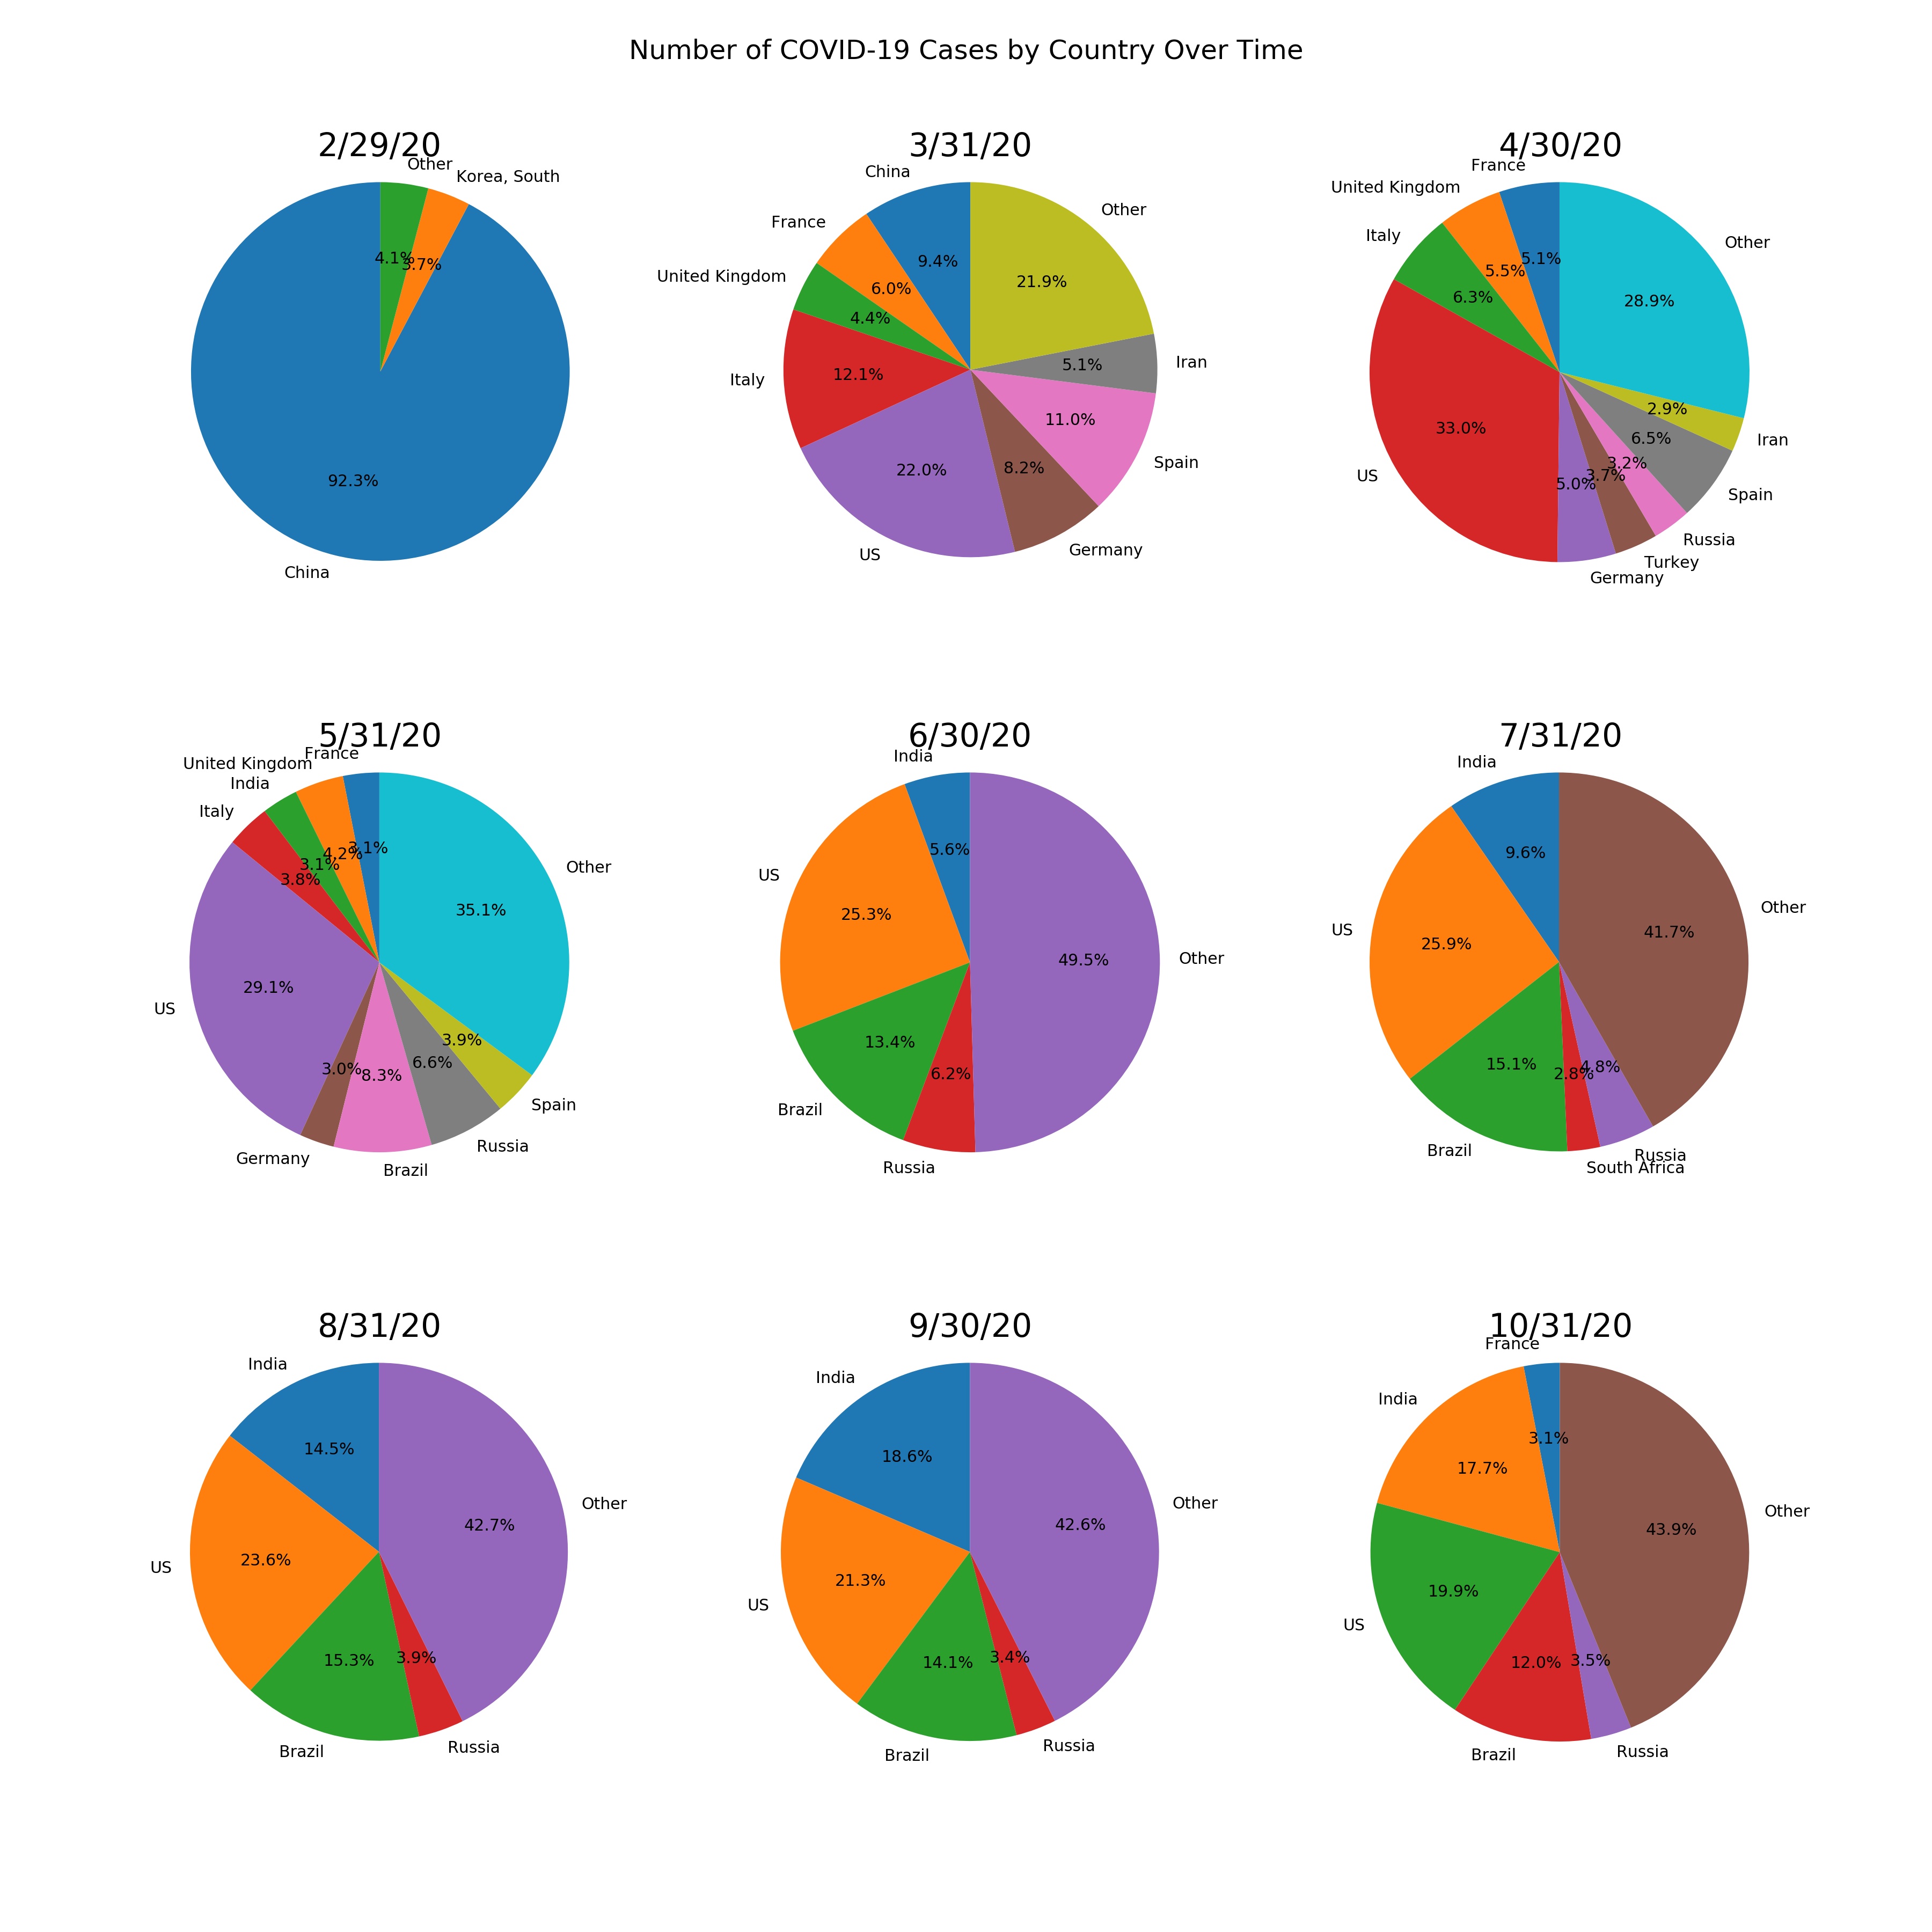 Number of COVID-19 Cases by Country Over Time
2/29/20
Other
Korea, South
4.1%
3.7%
92.3%
China
3/31/20
China
France
United Kingdom
Italy
US
Germany
Spain
Iran
Other
9.4%
6.0%
4.4%
12.1%
22.0%
8.2%
11.0%
5.1%
21.9%
4/30/20
France
United Kingdom
Italy
US
Germany
Turkey
Russia
Spain
Iran
Other
5.1%
5.5%
6.3%
33.0%
5.0%
3.7%
3.2%
6.5%
2.9%
28.9%
5/31/20
France
United Kingdom
India
Italy
US
Germany
Brazil
Russia
Spain
Other
3.1%
4.2%
3.1%
3.8%
29.1%
3.0%
8.3%
6.6%
3.9%
35.1%
6/30/20
India
US
Brazil
Russia
Other
5.6%
25.3%
13.4%
6.2%
49.5%
7/31/20
India
US
Brazil
South Africa
Russia
Other
9.6%
25.9%
15.1%
2.8%
4.8%
41.7%
8/31/20
India
US
Brazil
Russia
Other
14.5%
23.6%
15.3%
3.9%
42.7%
9/30/20
India
US
Brazil
Russia
Other
18.6%
21.3%
14.1%
3.4%
42.6%
10/31/20
France
India
US
Brazil
Russia
Other
3.1%
17.7%
19.9%
12.0%
3.5%
43.9%